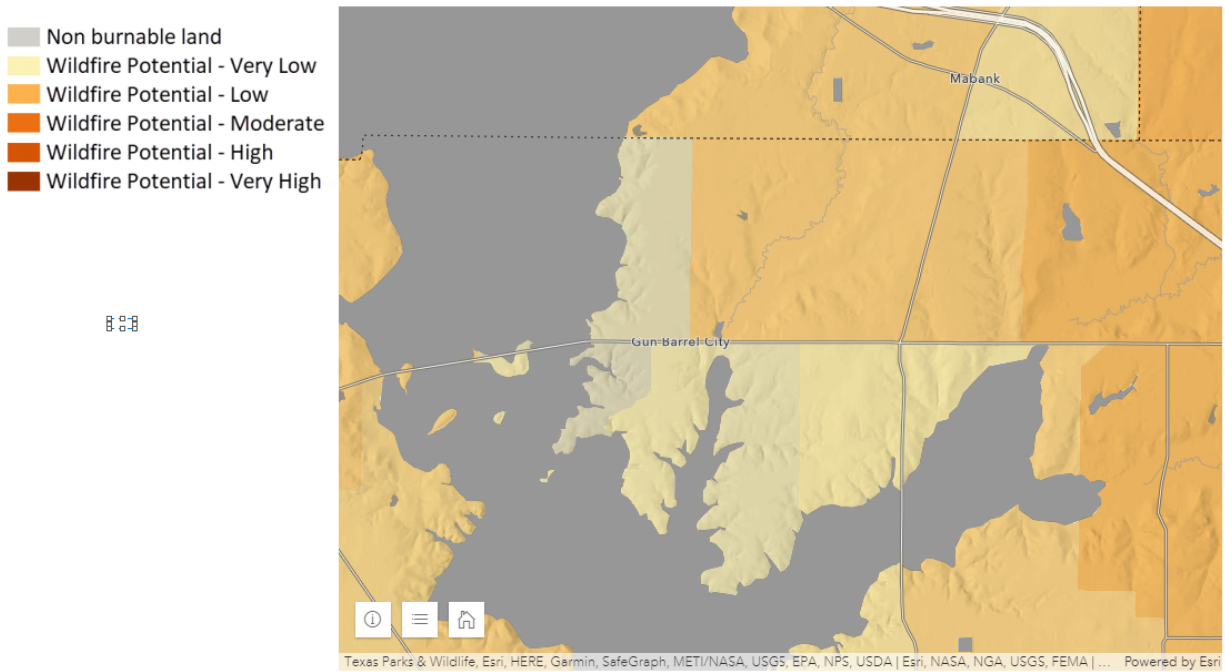 Non burnable land
Wildfire Potential - Very Low
Wildfire Potential - Low
Wildfire Potential - Moderate
Wildfire Potential - High
Wildfire Potential - Very High
Mabank
Gun Barrel City
Texas Parks & Wildlife, Esri, HERE, Garmin, SafeGraph, METI/NASA, USGS, EPA, NPS, USDA | Esri, NASA, NGA, USGS, FEMA | ... Powered by Esri